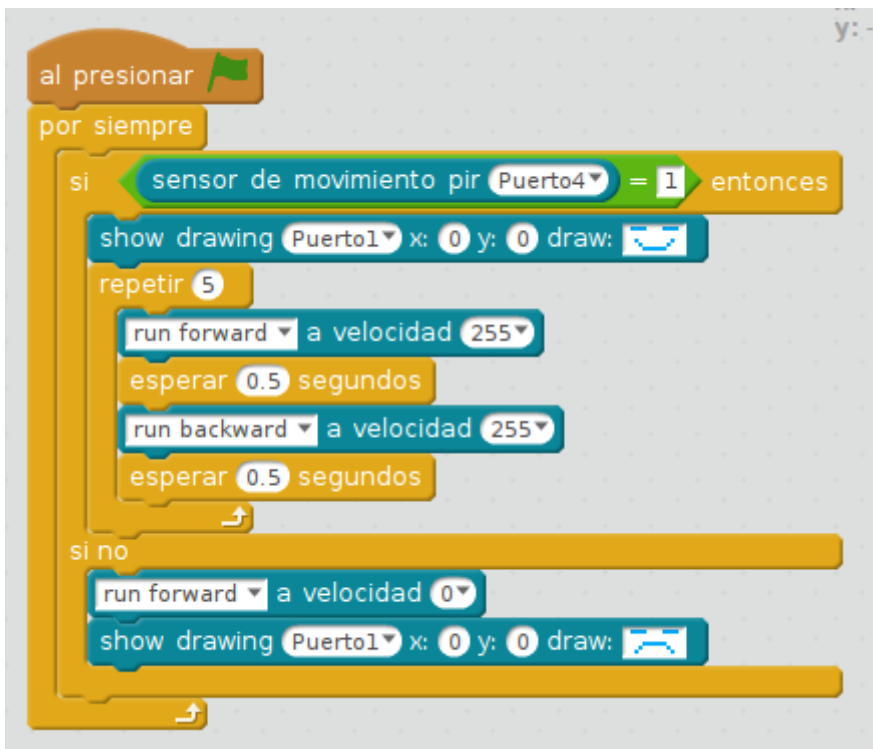 y: -
al presionar
por siempre
si sensor de movimiento pir Puerto4 = 1 entonces
show drawing Puerto1 x: 0 y: 0 draw:
repetir 5
run forward a velocidad 255
esperar 0.5 segundos
run backward a velocidad 255
esperar 0.5 segundos
si no
run forward a velocidad 0
show drawing Puerto1 x: 0 y: 0 draw: